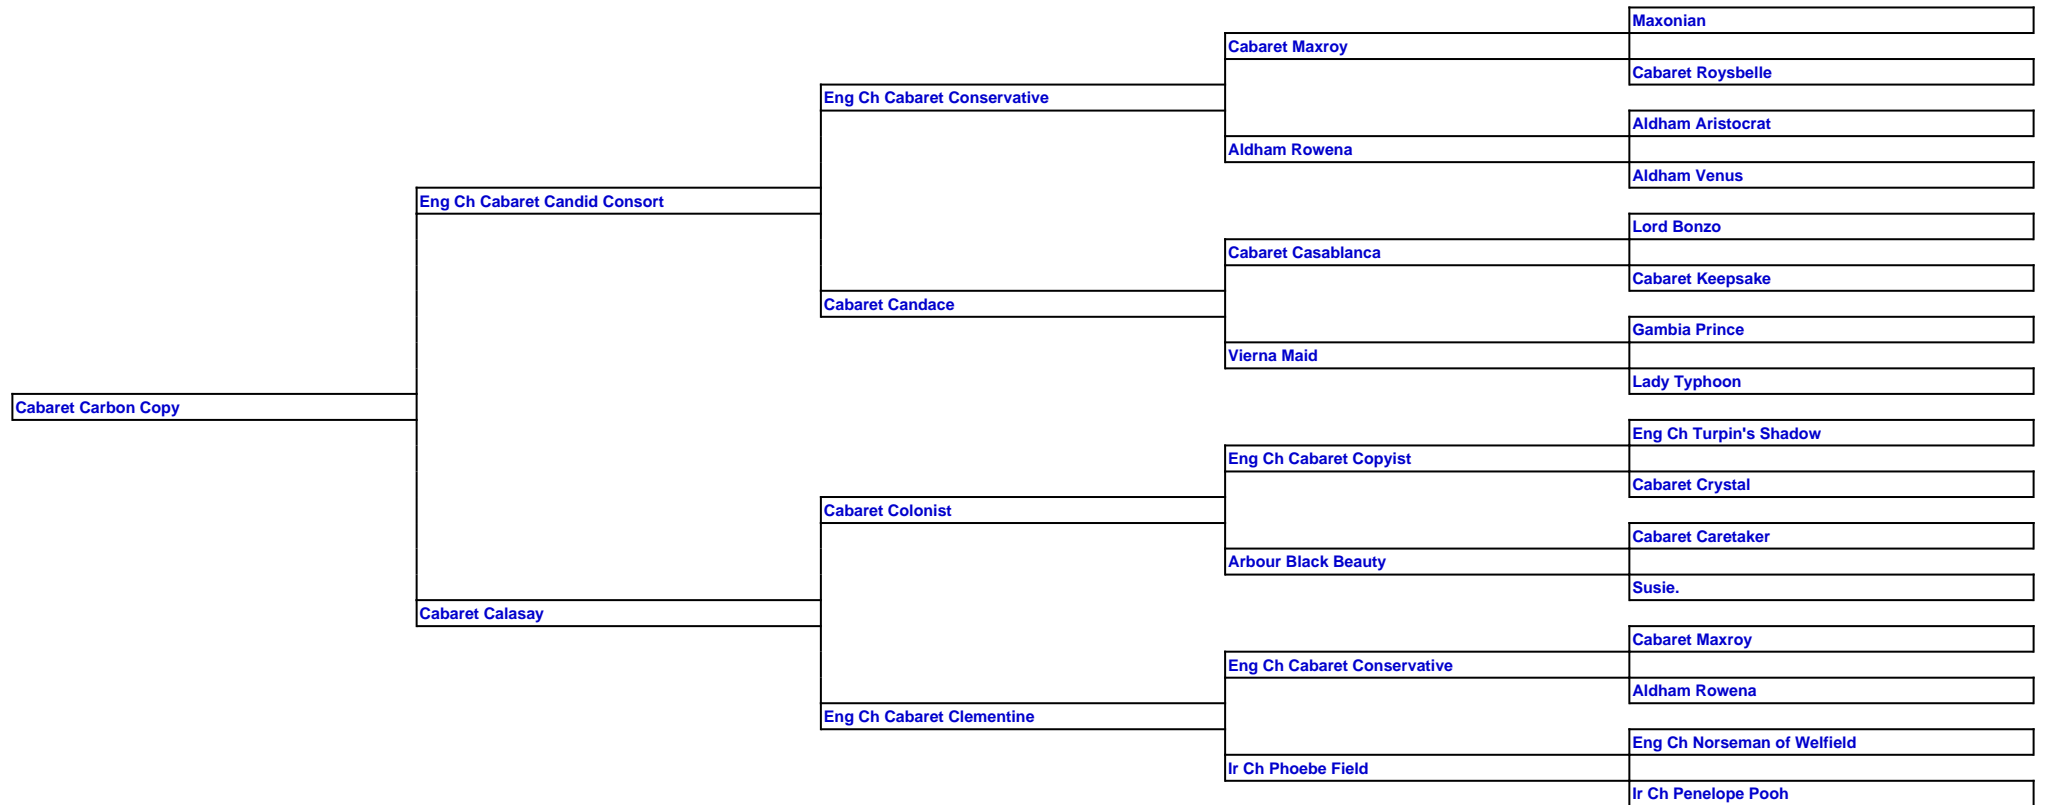 Maxonian
Cabaret Maxroy
Cabaret Roysbelle
Eng Ch Cabaret Conservative
Aldham Aristocrat
Aldham Rowena
Aldham Venus
Eng Ch Cabaret Candid Consort
Lord Bonzo
Cabaret Casablanca
Cabaret Keepsake
Cabaret Candace
Gambia Prince
Vierna Maid
Lady Typhoon
Cabaret Carbon Copy
Eng Ch Turpin's Shadow
Eng Ch Cabaret Copyist
Cabaret Crystal
Cabaret Colonist
Cabaret Caretaker
Arbour Black Beauty
Susie.
Cabaret Calasay
Cabaret Maxroy
Eng Ch Cabaret Conservative
Aldham Rowena
Eng Ch Cabaret Clementine
Eng Ch Norseman of Welfield
Ir Ch Phoebe Field
Ir Ch Penelope Pooh